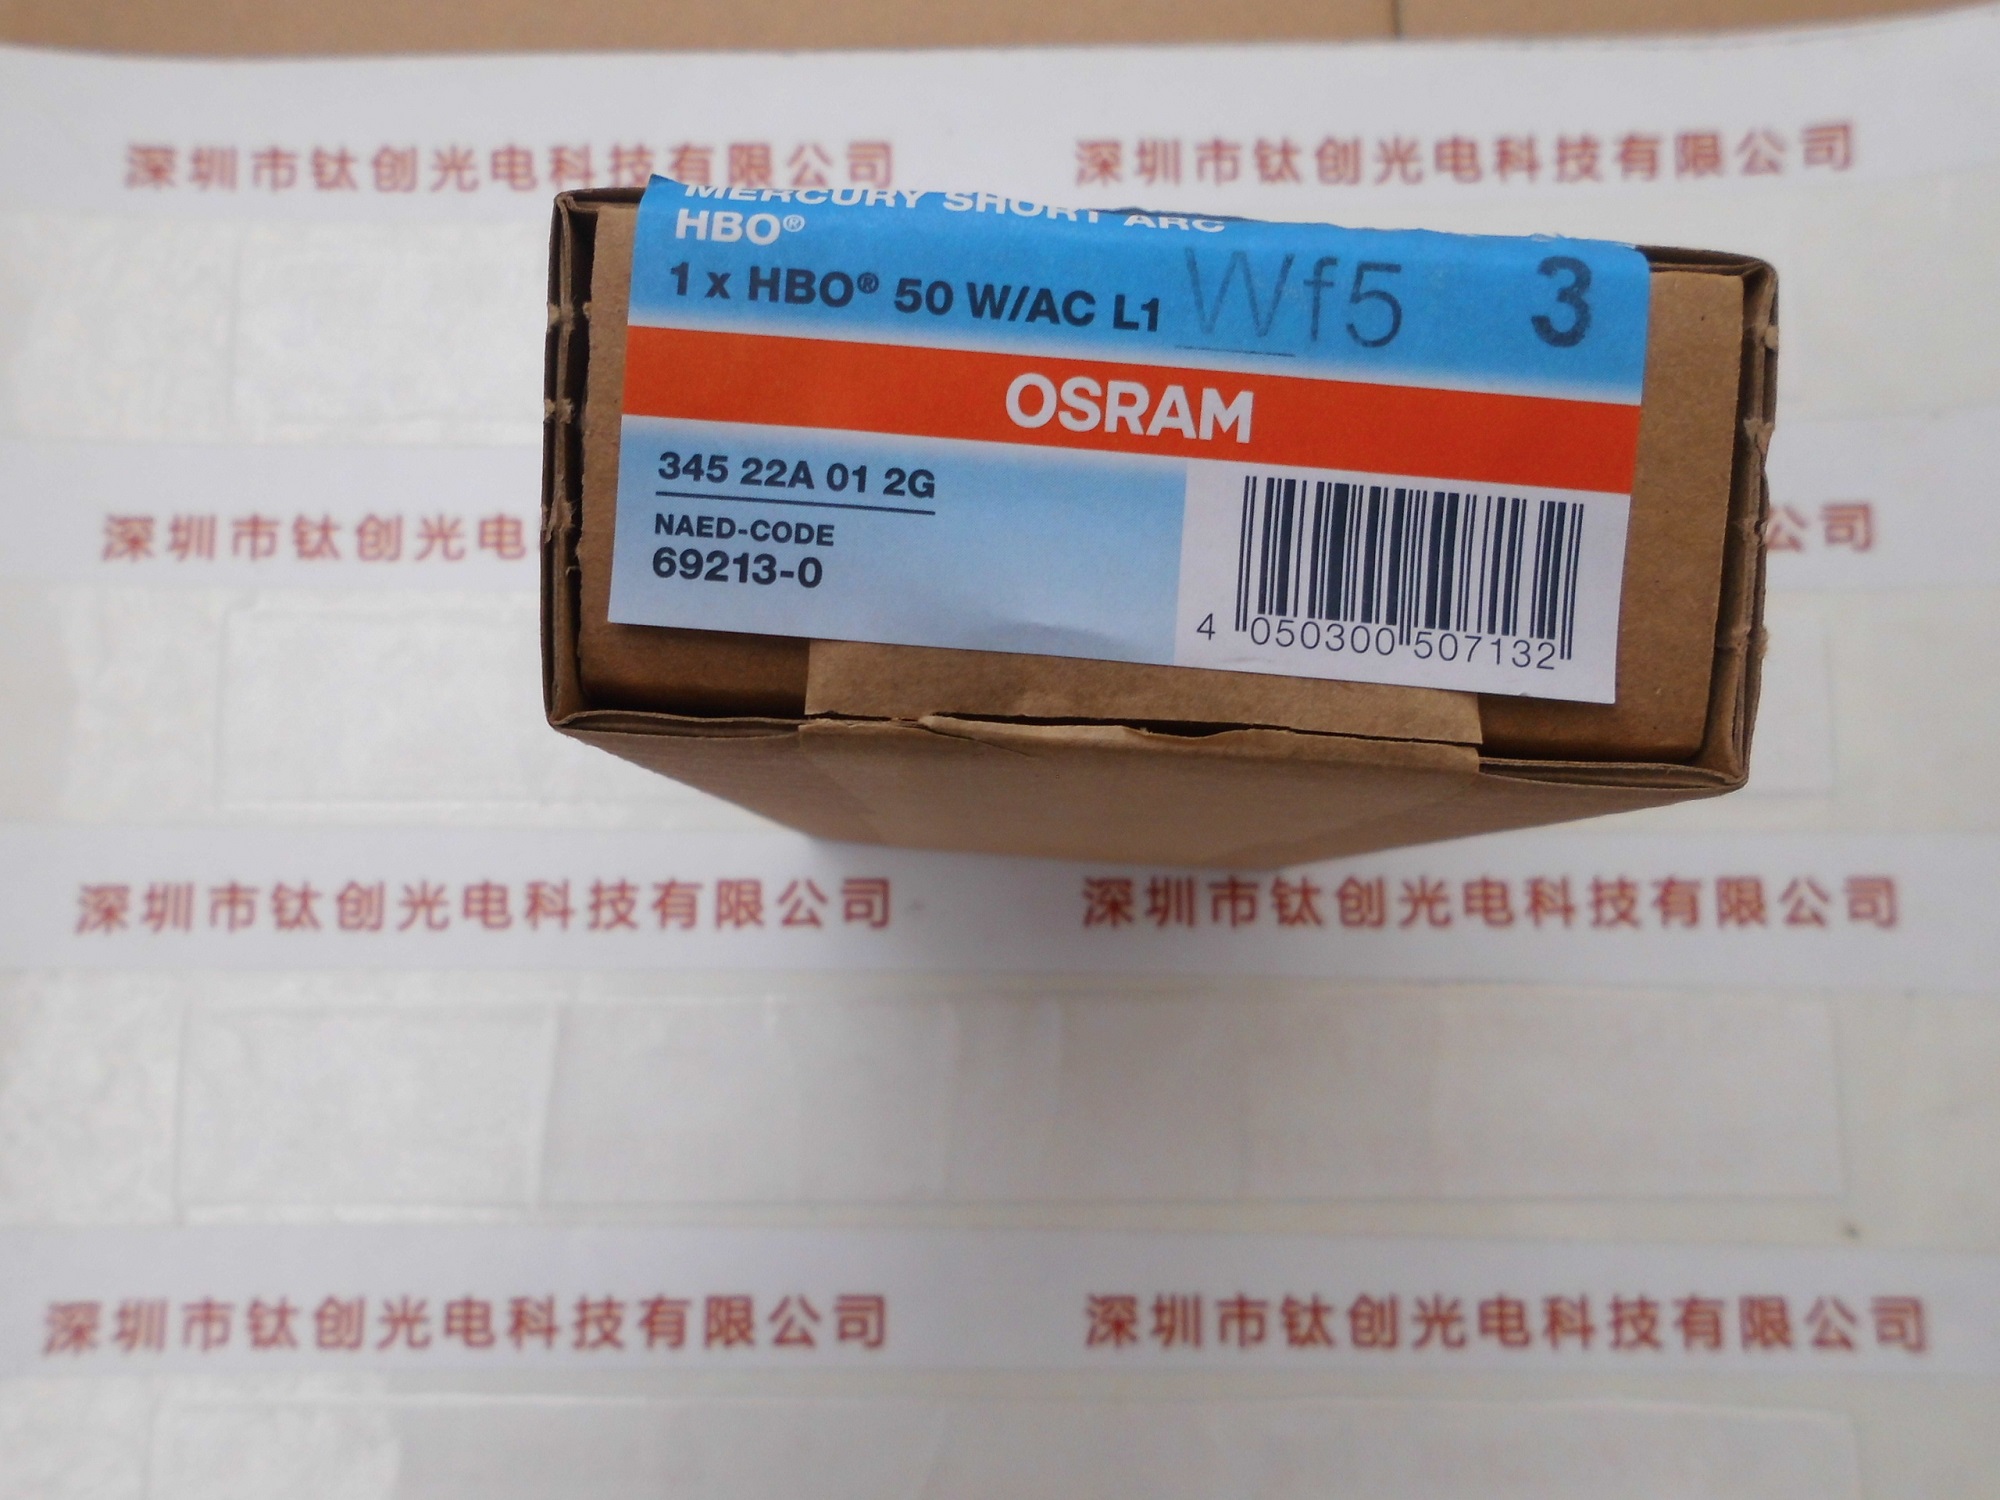 深圳市钛创光电科技有限公司 深圳市钛创光电科技有限公司
MERCURY SHORT ARC
HBO®
1 x HBO® 50 W/AC L1 Wf5 3
OSRAM
345 22A 01 2G
NAED-CODE
69213-0
4 050300 507132
深圳市钛创光电 公司
深圳市钛创光电科技有限公司 深圳市钛创光电科技有限公司
深圳市钛创光电科技有限公司 深圳市钛创光电科技有限公司